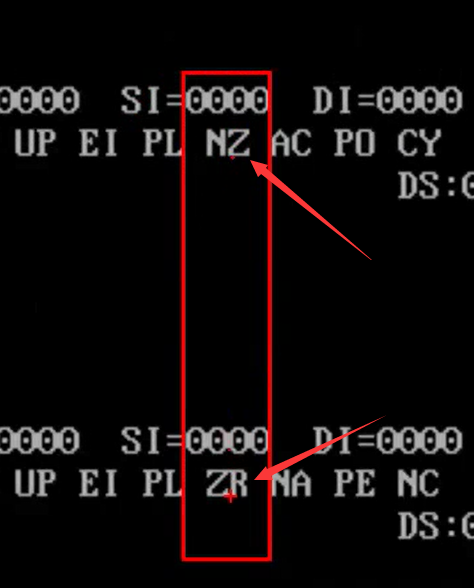 0000 SI=0000 DI=0000
UP EI PL NZ AC PO CY
DS:
0000 SI=0000 DI=0000
UP EI PL ZR NA PE NC
DS: